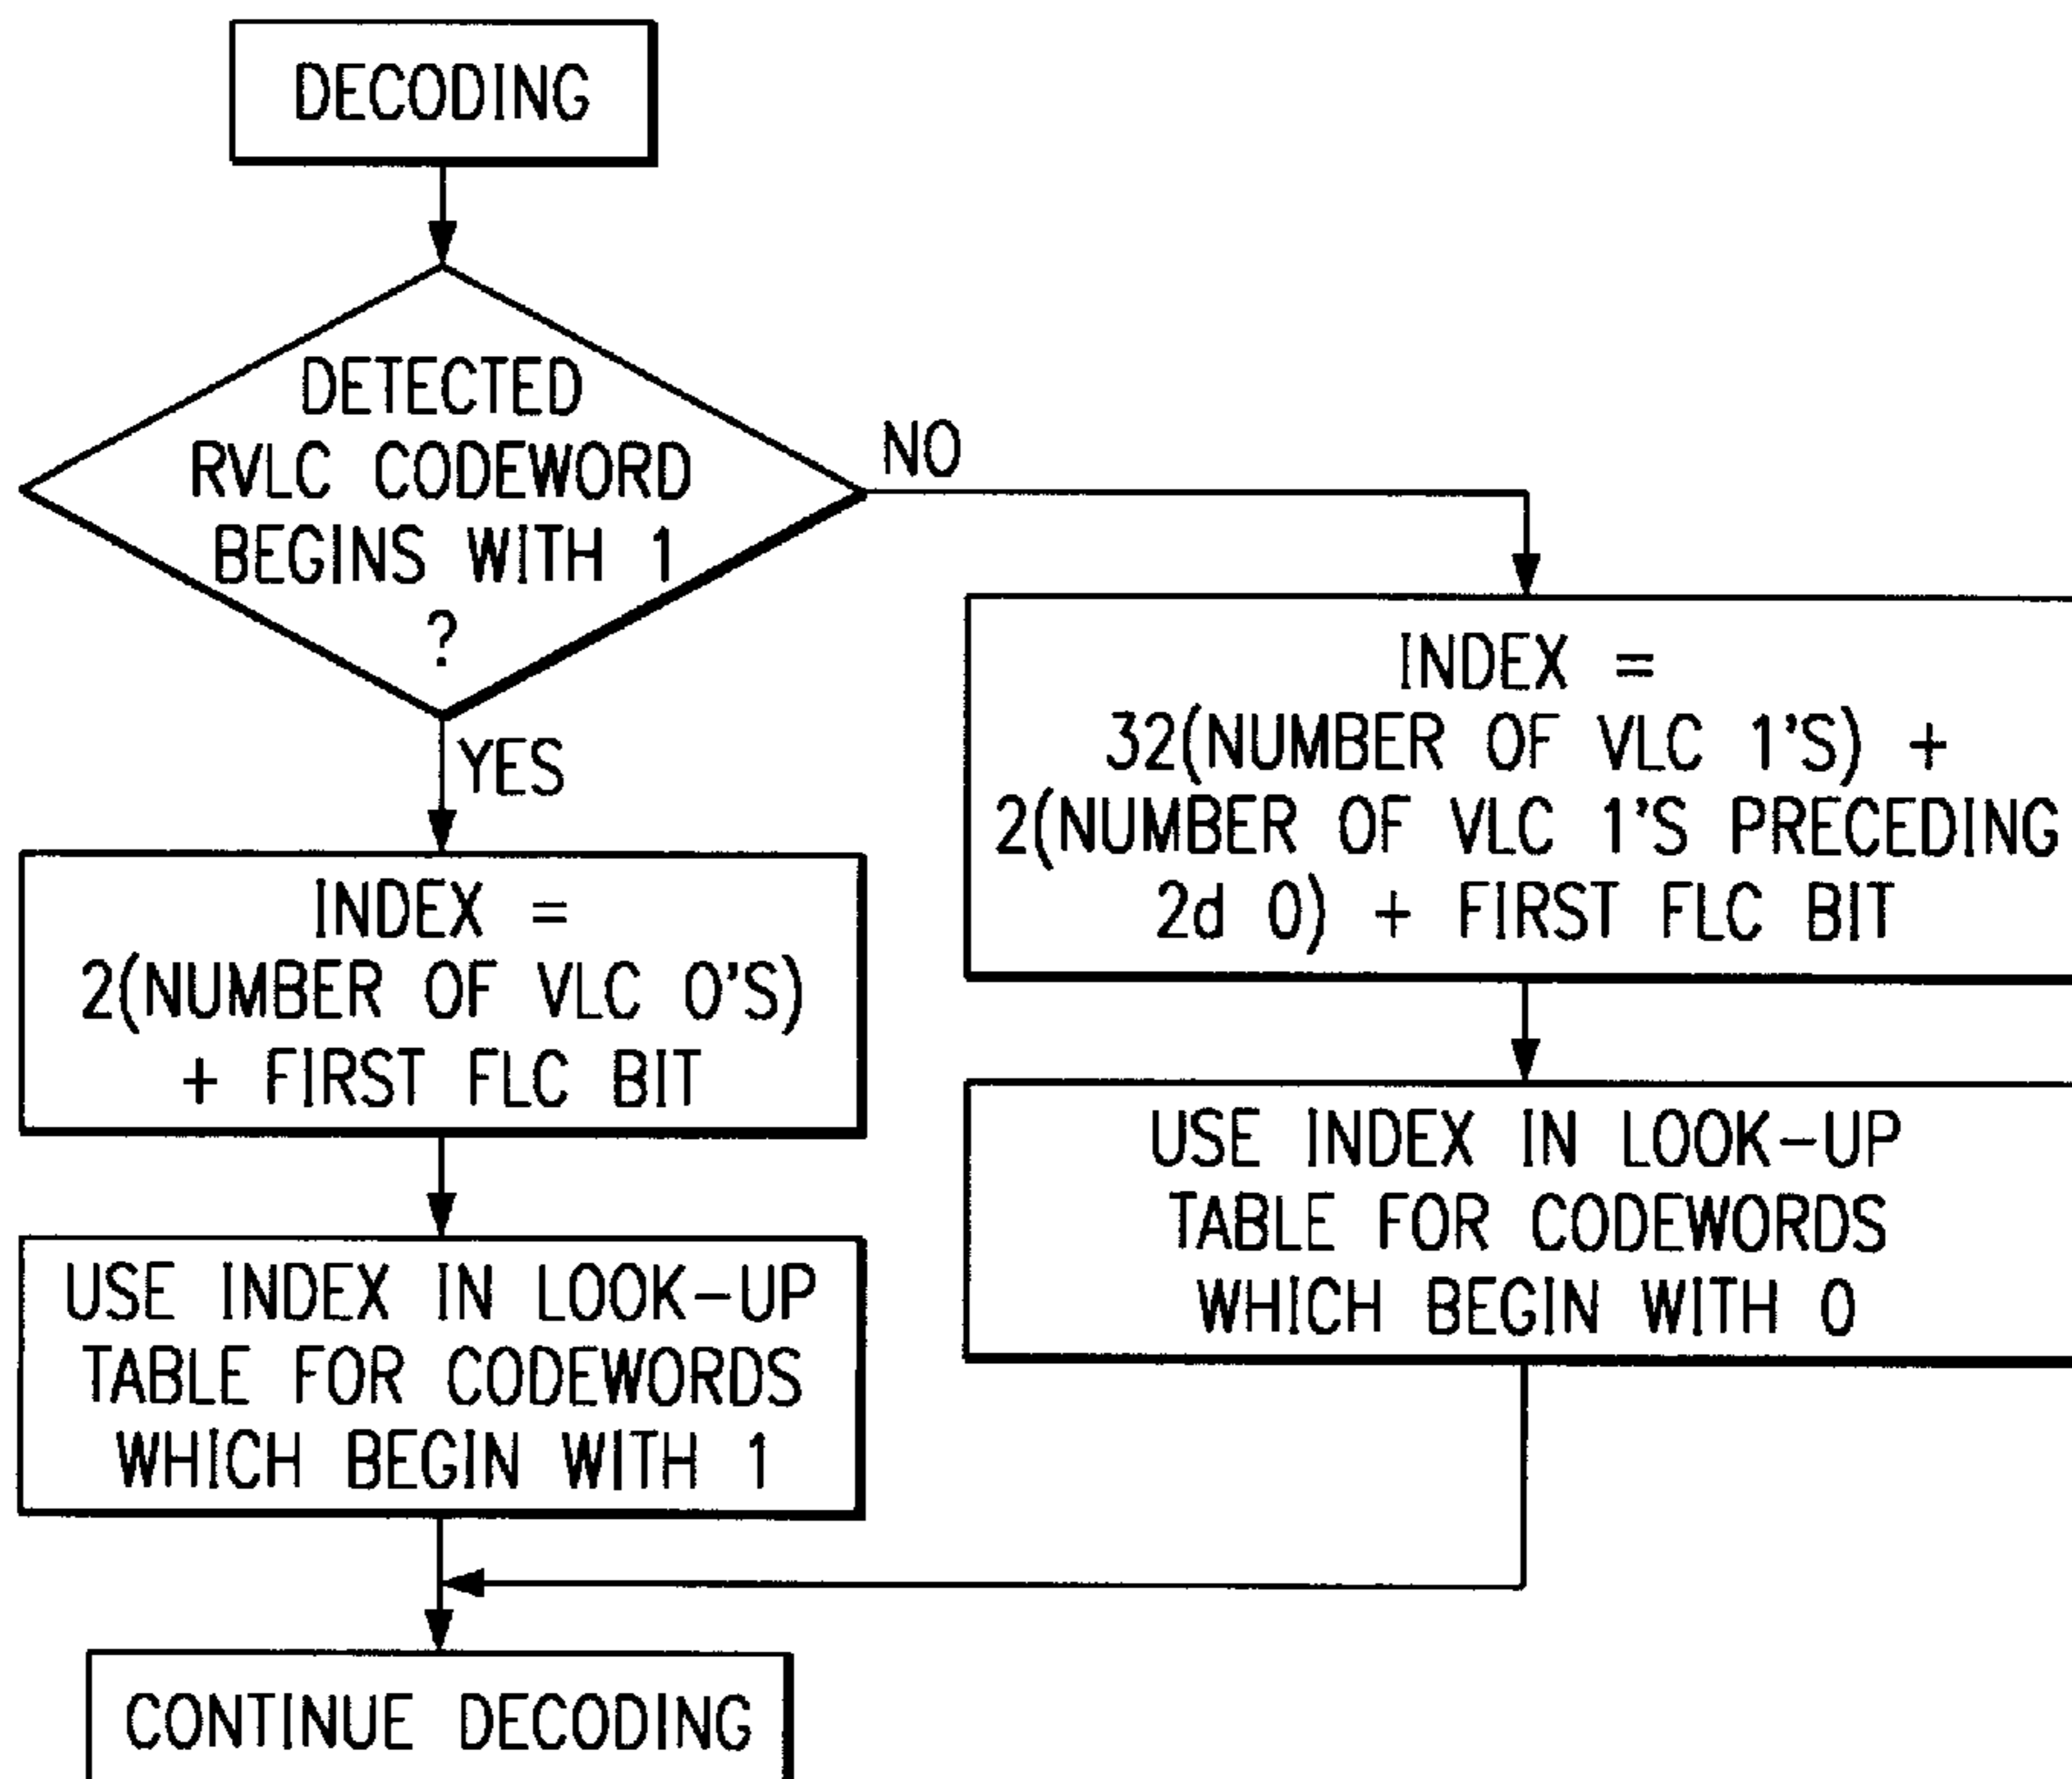 DECODING
DETECTED
RVLC CODEWORD
BEGINS WITH 1
?
NO
YES
INDEX =
2(NUMBER OF VLC 0'S)
+ FIRST FLC BIT
USE INDEX IN LOOK-UP
TABLE FOR CODEWORDS
WHICH BEGIN WITH 1
INDEX =
32(NUMBER OF VLC 1'S) +
2(NUMBER OF VLC 1'S PRECEDING
2d 0) + FIRST FLC BIT
USE INDEX IN LOOK-UP
TABLE FOR CODEWORDS
WHICH BEGIN WITH 0
CONTINUE DECODING